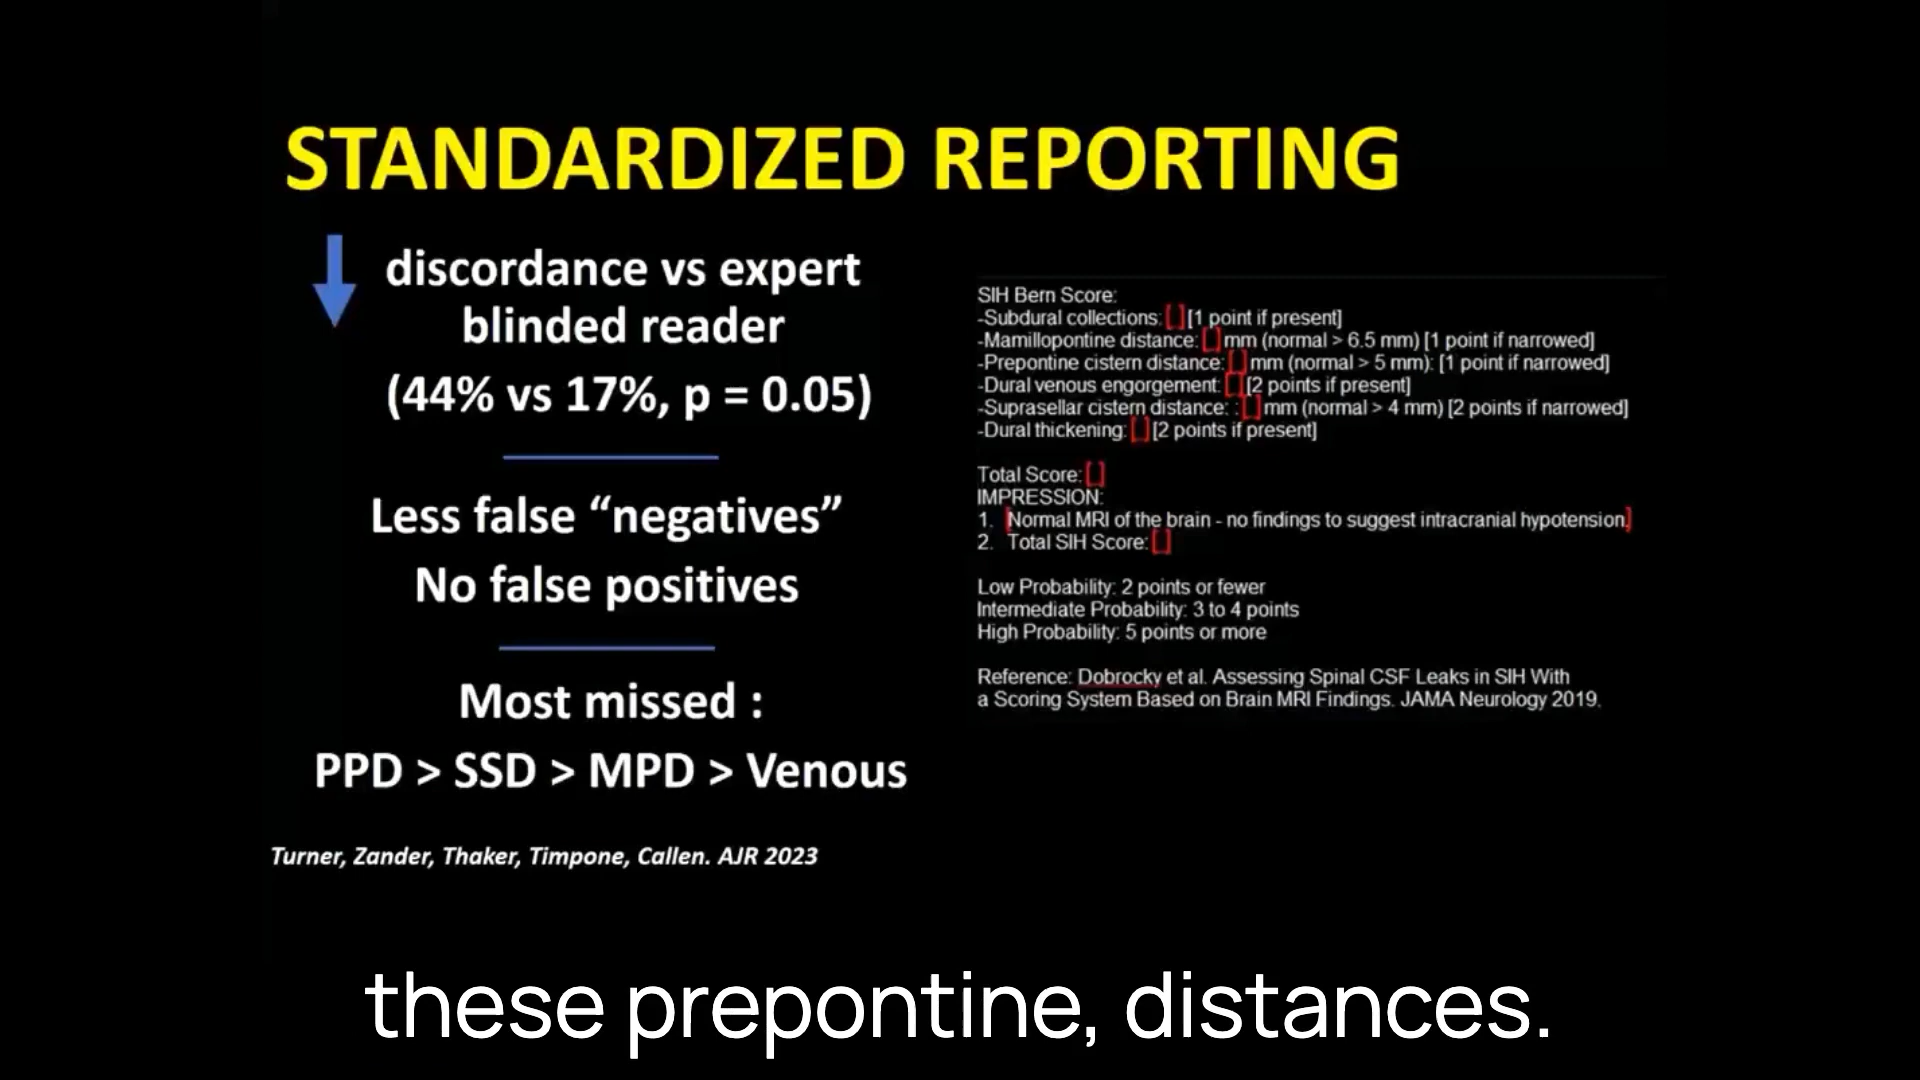 STANDARDIZED REPORTING
discordance vs expert
blinded reader
(44% vs 17%, p = 0.05)
Less false “negatives”
No false positives
Most missed :
PPD > SSD > MPD > Venous
Turner, Zander, Thaker, Timpone, Callen. AJR 2023
SIH Bern Score:
-Subdural collections: [ ] [1 point if present]
-Mamillopontine distance: [ ] mm (normal > 6.5 mm) [1 point if narrowed]
-Prepontine cistern distance: [ ] mm (normal > 5 mm): [1 point if narrowed]
-Dural venous engorgement: [ ] [2 points if present]
-Suprasellar cistern distance: : [ ] mm (normal > 4 mm) [2 points if narrowed]
-Dural thickening: [ ] [2 points if present]
Total Score: [ ]
IMPRESSION:
1. [Normal MRI of the brain - no findings to suggest intracranial hypotension.]
2. Total SIH Score: [ ]
Low Probability: 2 points or fewer
Intermediate Probability: 3 to 4 points
High Probability: 5 points or more
Reference: Dobrocky et al. Assessing Spinal CSF Leaks in SIH With
a Scoring System Based on Brain MRI Findings. JAMA Neurology 2019.
these prepontine, distances.